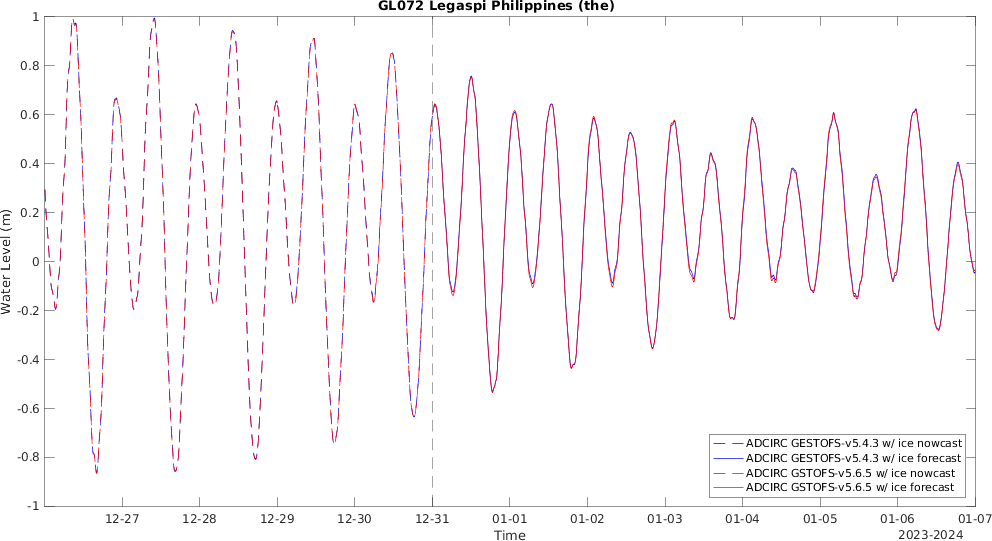 GL072 Legaspi Philippines (the)
1
0.8
0.6
0.4
0.2
0
-0.2
-0.4
-0.6
-0.8
-1
Water Level (m)
ADCIRC GESTOFS-v5.4.3 w/ ice nowcast
ADCIRC GESTOFS-v5.4.3 w/ ice forecast
ADCIRC GSTOFS-v5.6.5 w/ ice nowcast
ADCIRC GSTOFS-v5.6.5 w/ ice forecast
12-27 12-28 12-29 12-30 12-31 01-01 01-02 01-03 01-04 01-05 01-06 01-07
Time
2023-2024